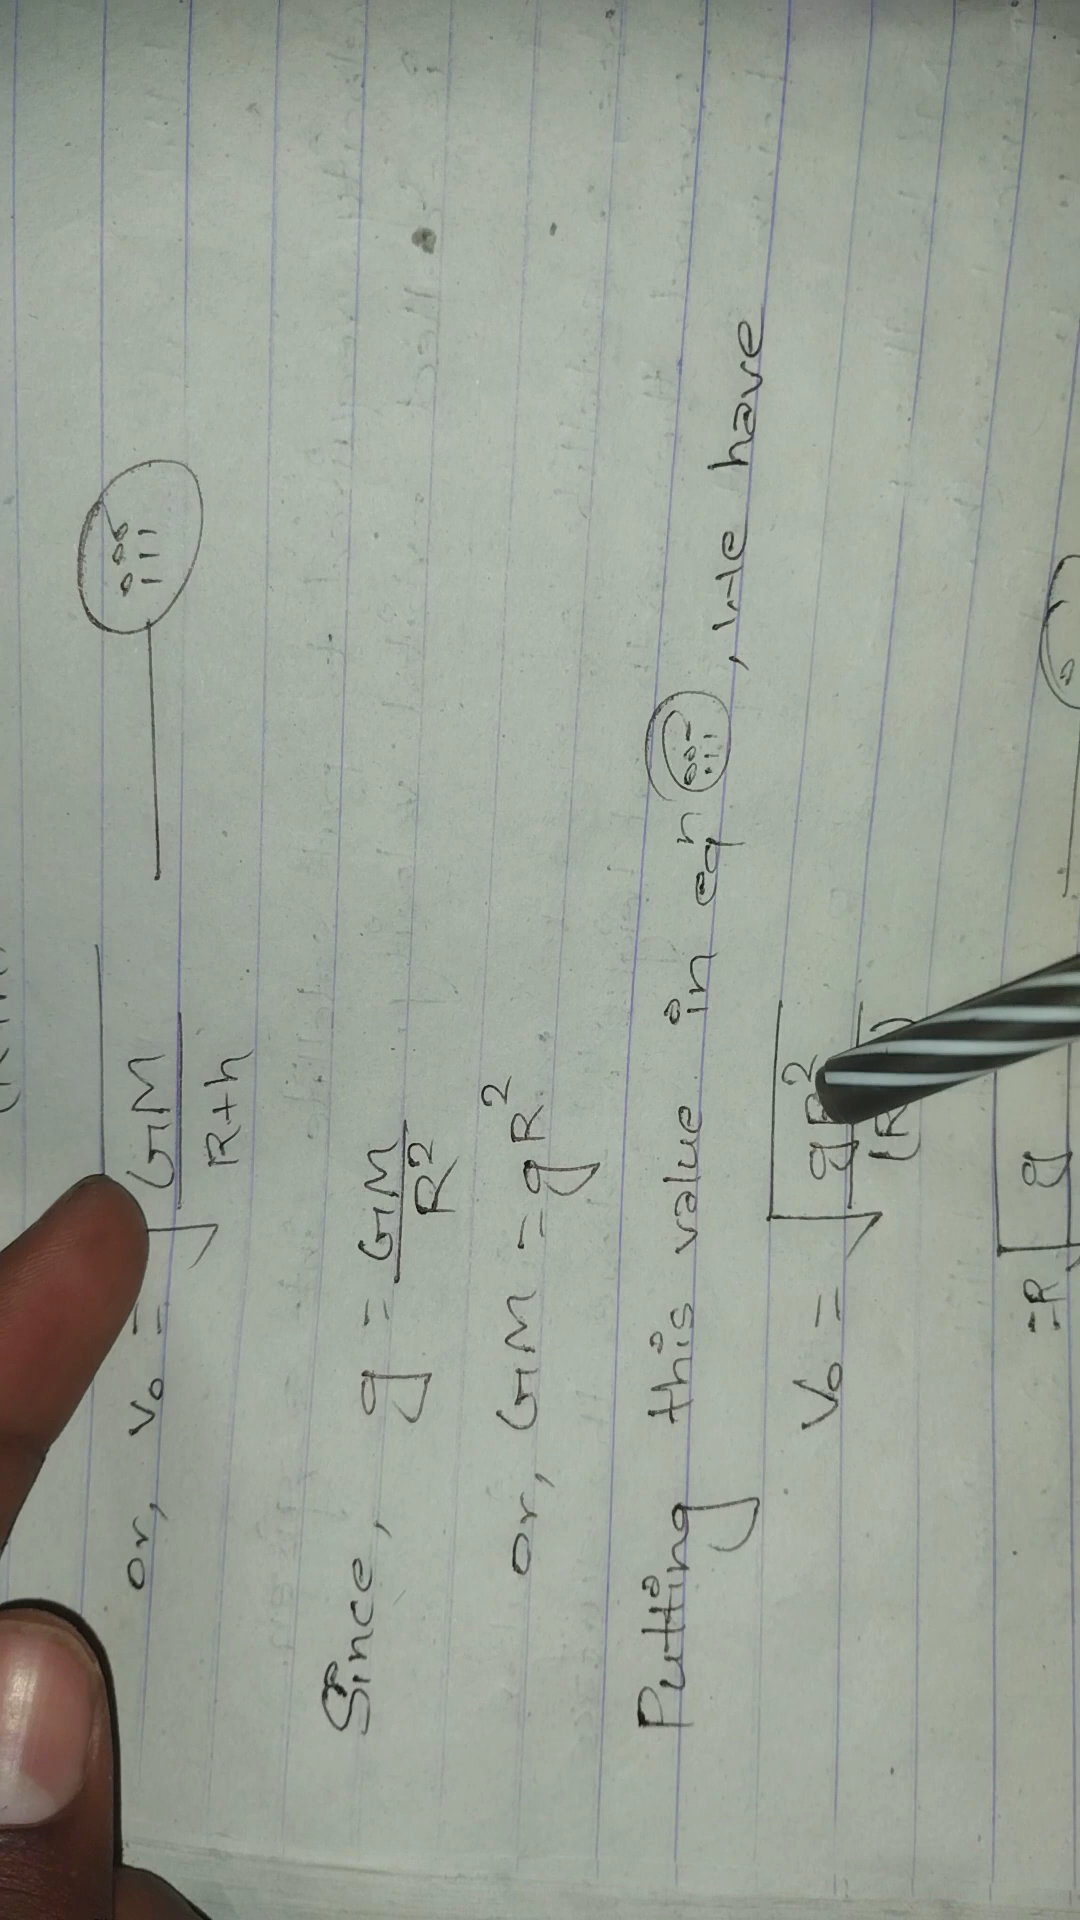 or, v₀ = √(GM/R+h) — (iii)
Since, g = GM/R²
or, GM = gR²
Putting this value in eqⁿ (iii), we have
v₀ = √(gR²/(R
= R √(g